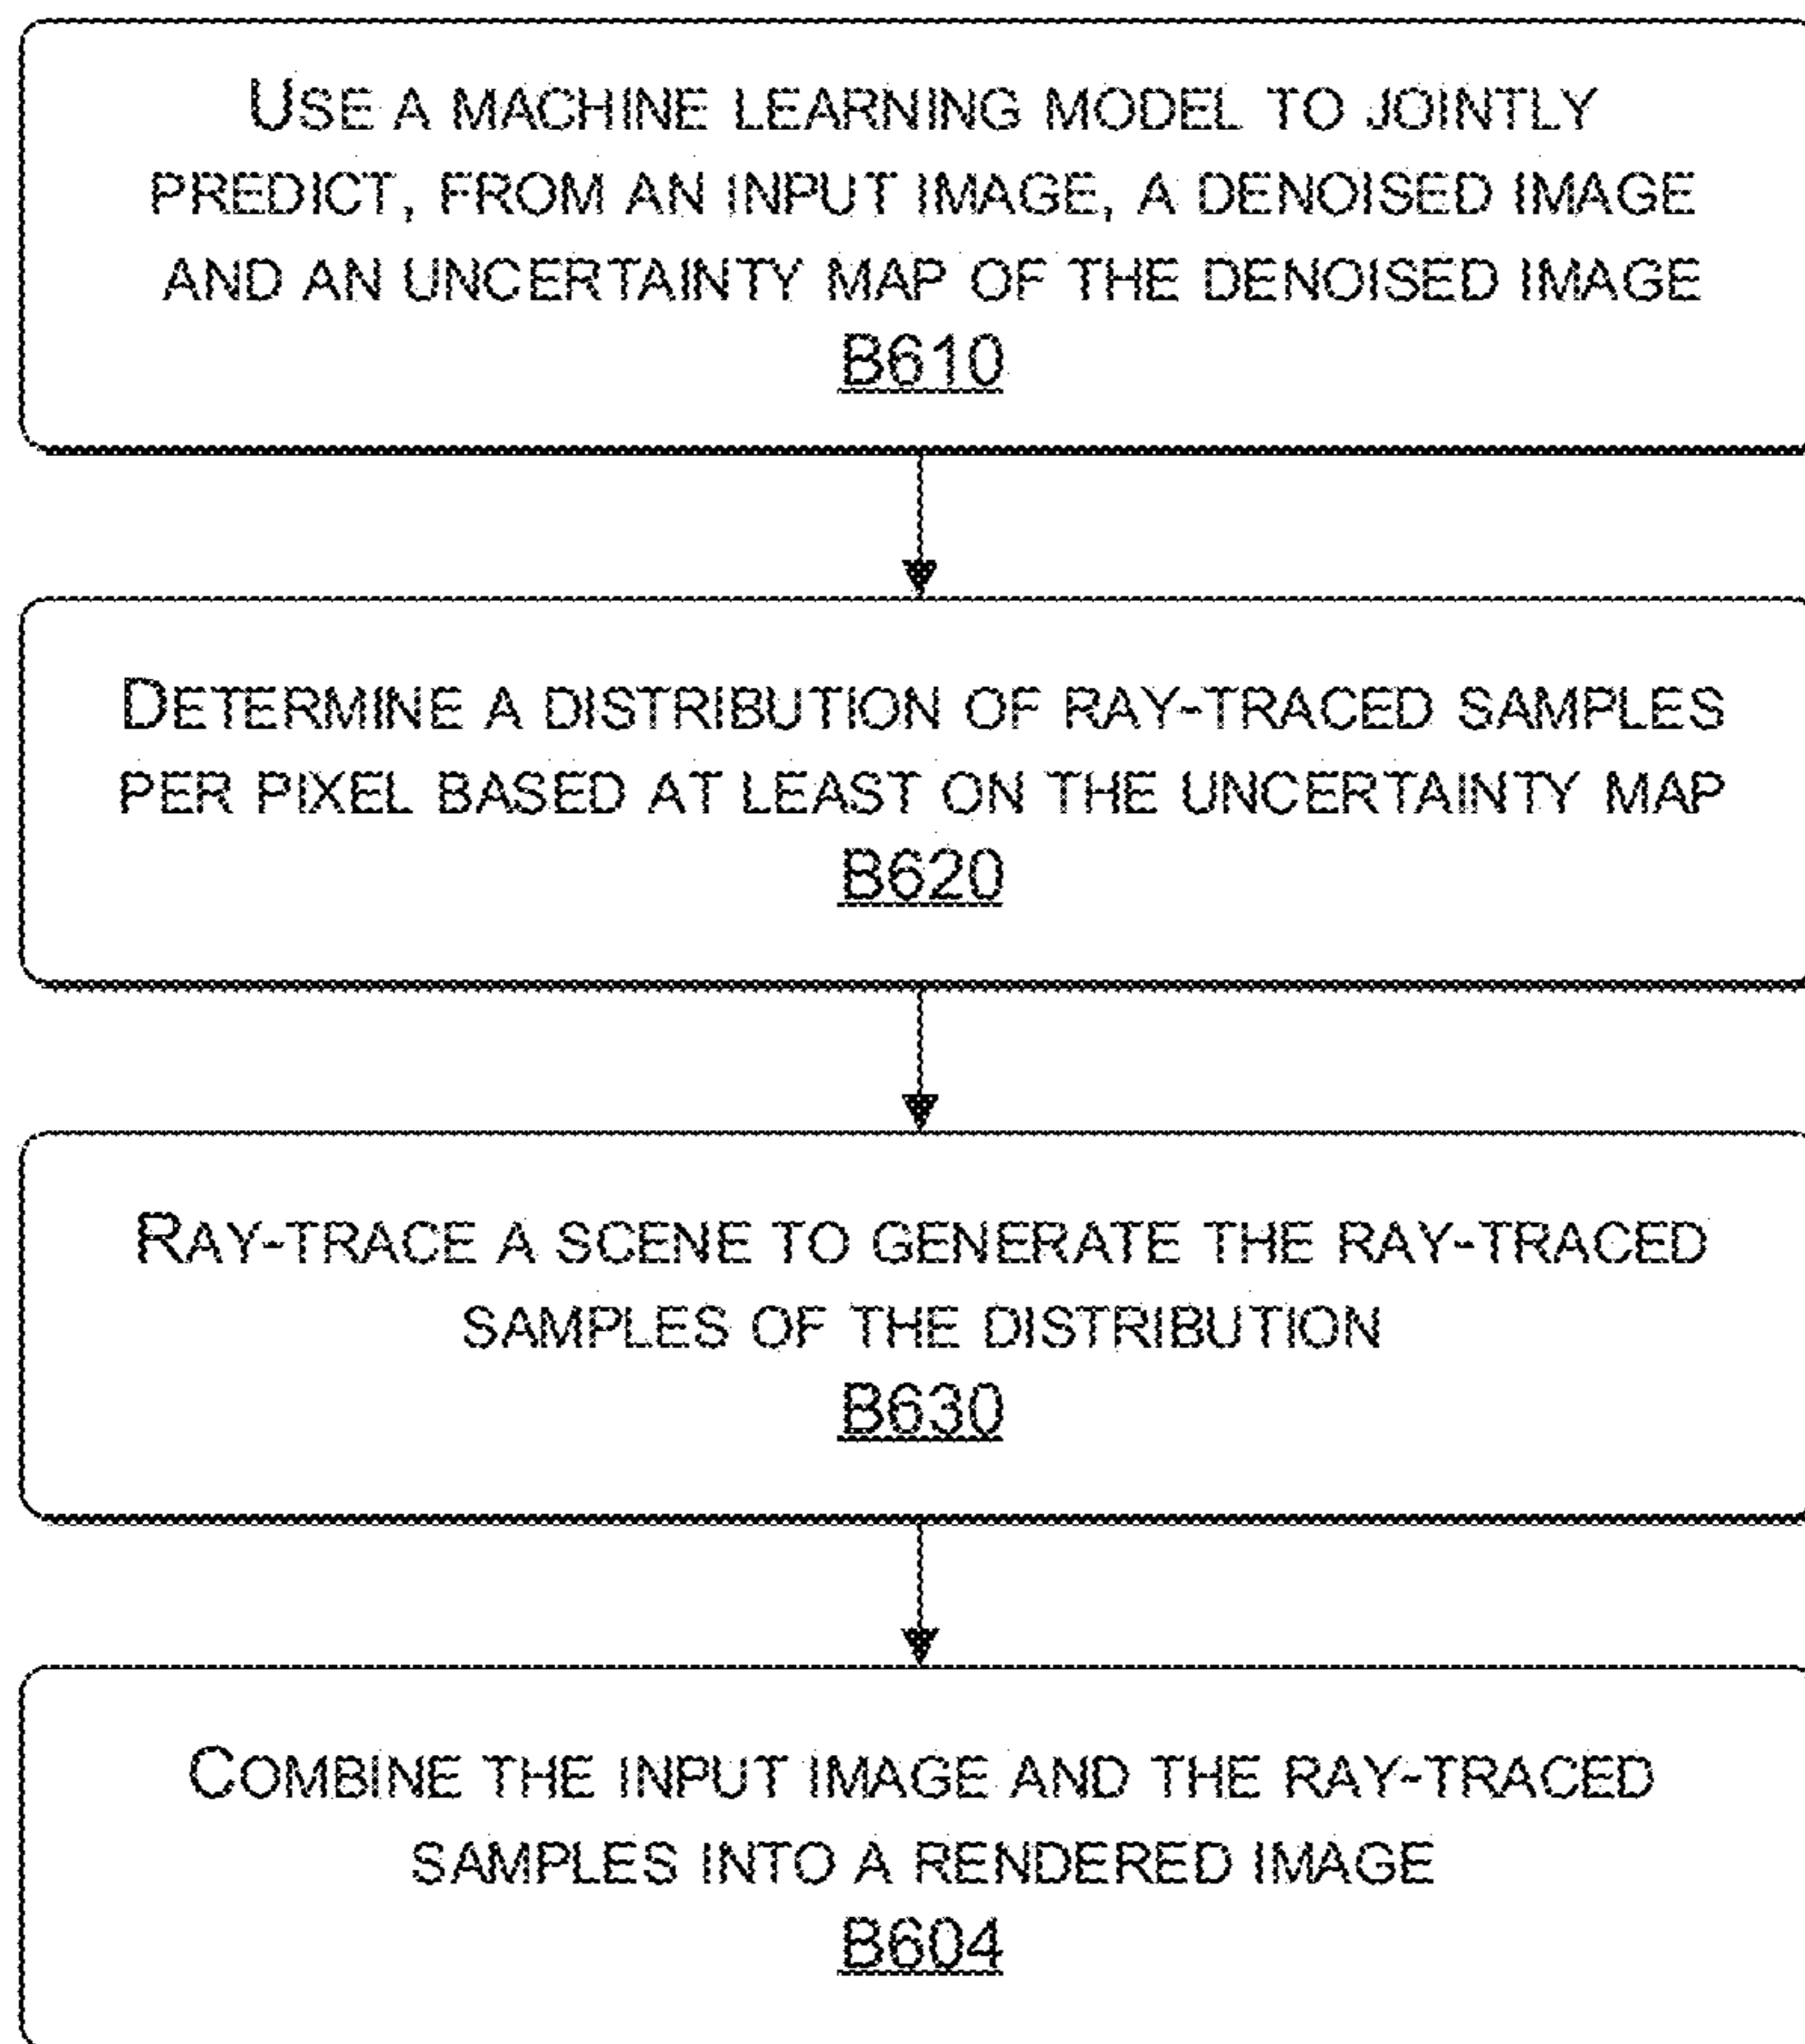 USE A MACHINE LEARNING MODEL TO JOINTLY
PREDICT, FROM AN INPUT IMAGE, A DENOISED IMAGE
AND AN UNCERTAINTY MAP OF THE DENOISED IMAGE
B610
DETERMINE A DISTRIBUTION OF RAY-TRACED SAMPLES
PER PIXEL BASED AT LEAST ON THE UNCERTAINTY MAP
B620
RAY-TRACE A SCENE TO GENERATE THE RAY-TRACED
SAMPLES OF THE DISTRIBUTION
B630
COMBINE THE INPUT IMAGE AND THE RAY-TRACED
SAMPLES INTO A RENDERED IMAGE
B604